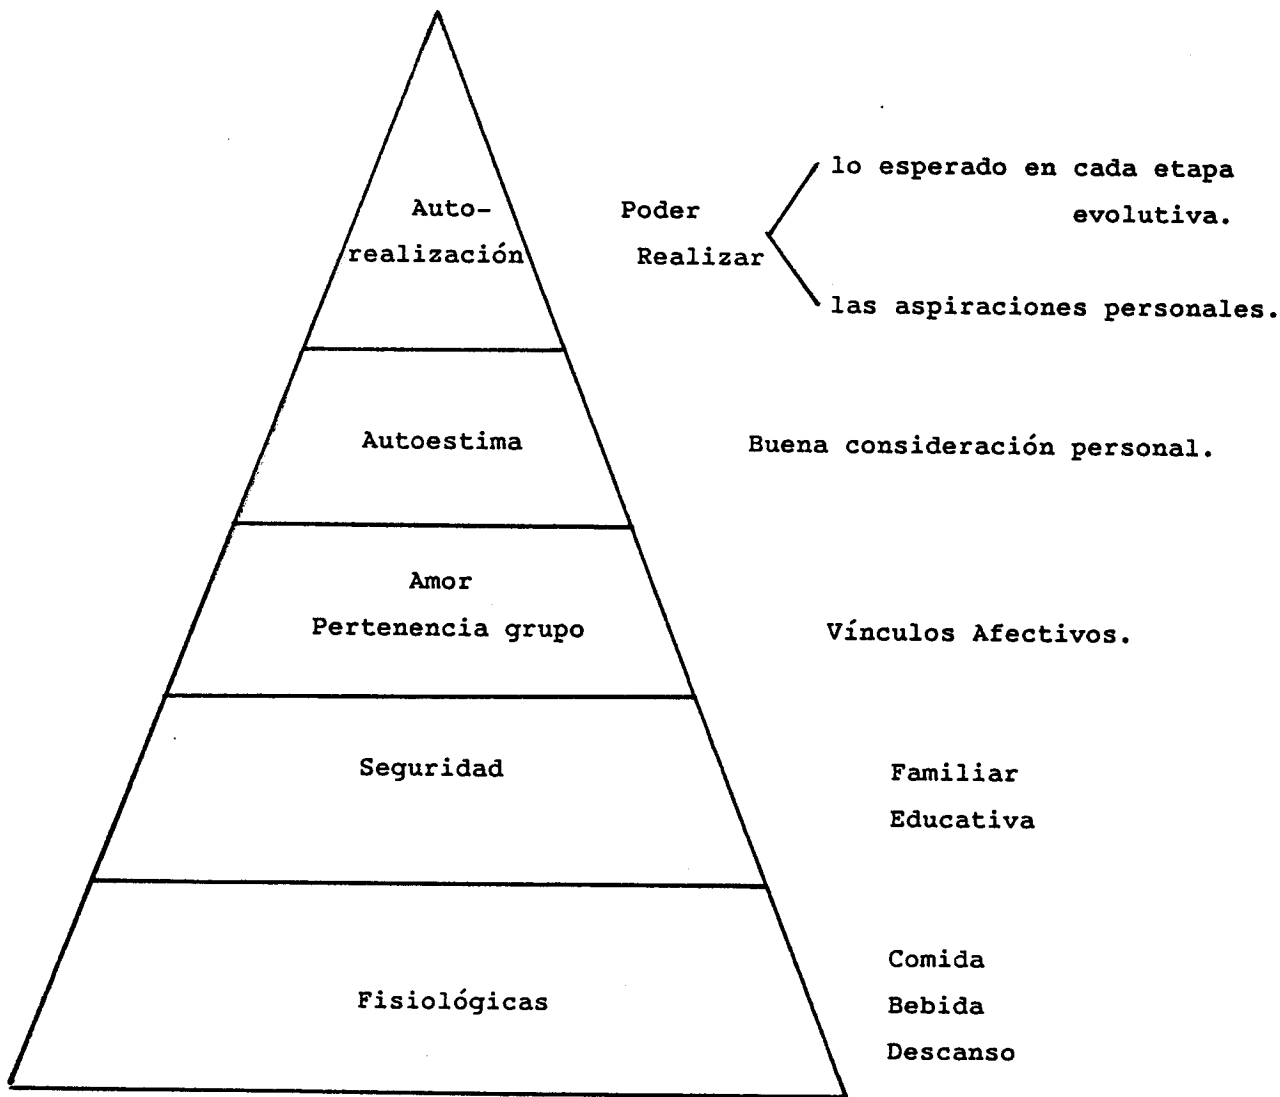 lo esperado en cada etapa
evolutiva.
Auto-
realización
Poder
Realizar
las aspiraciones personales.
Autoestima
Buena consideración personal.
Amor
Pertenencia grupo
Vínculos Afectivos.
Seguridad
Familiar
Educativa
Fisiológicas
Comida
Bebida
Descanso